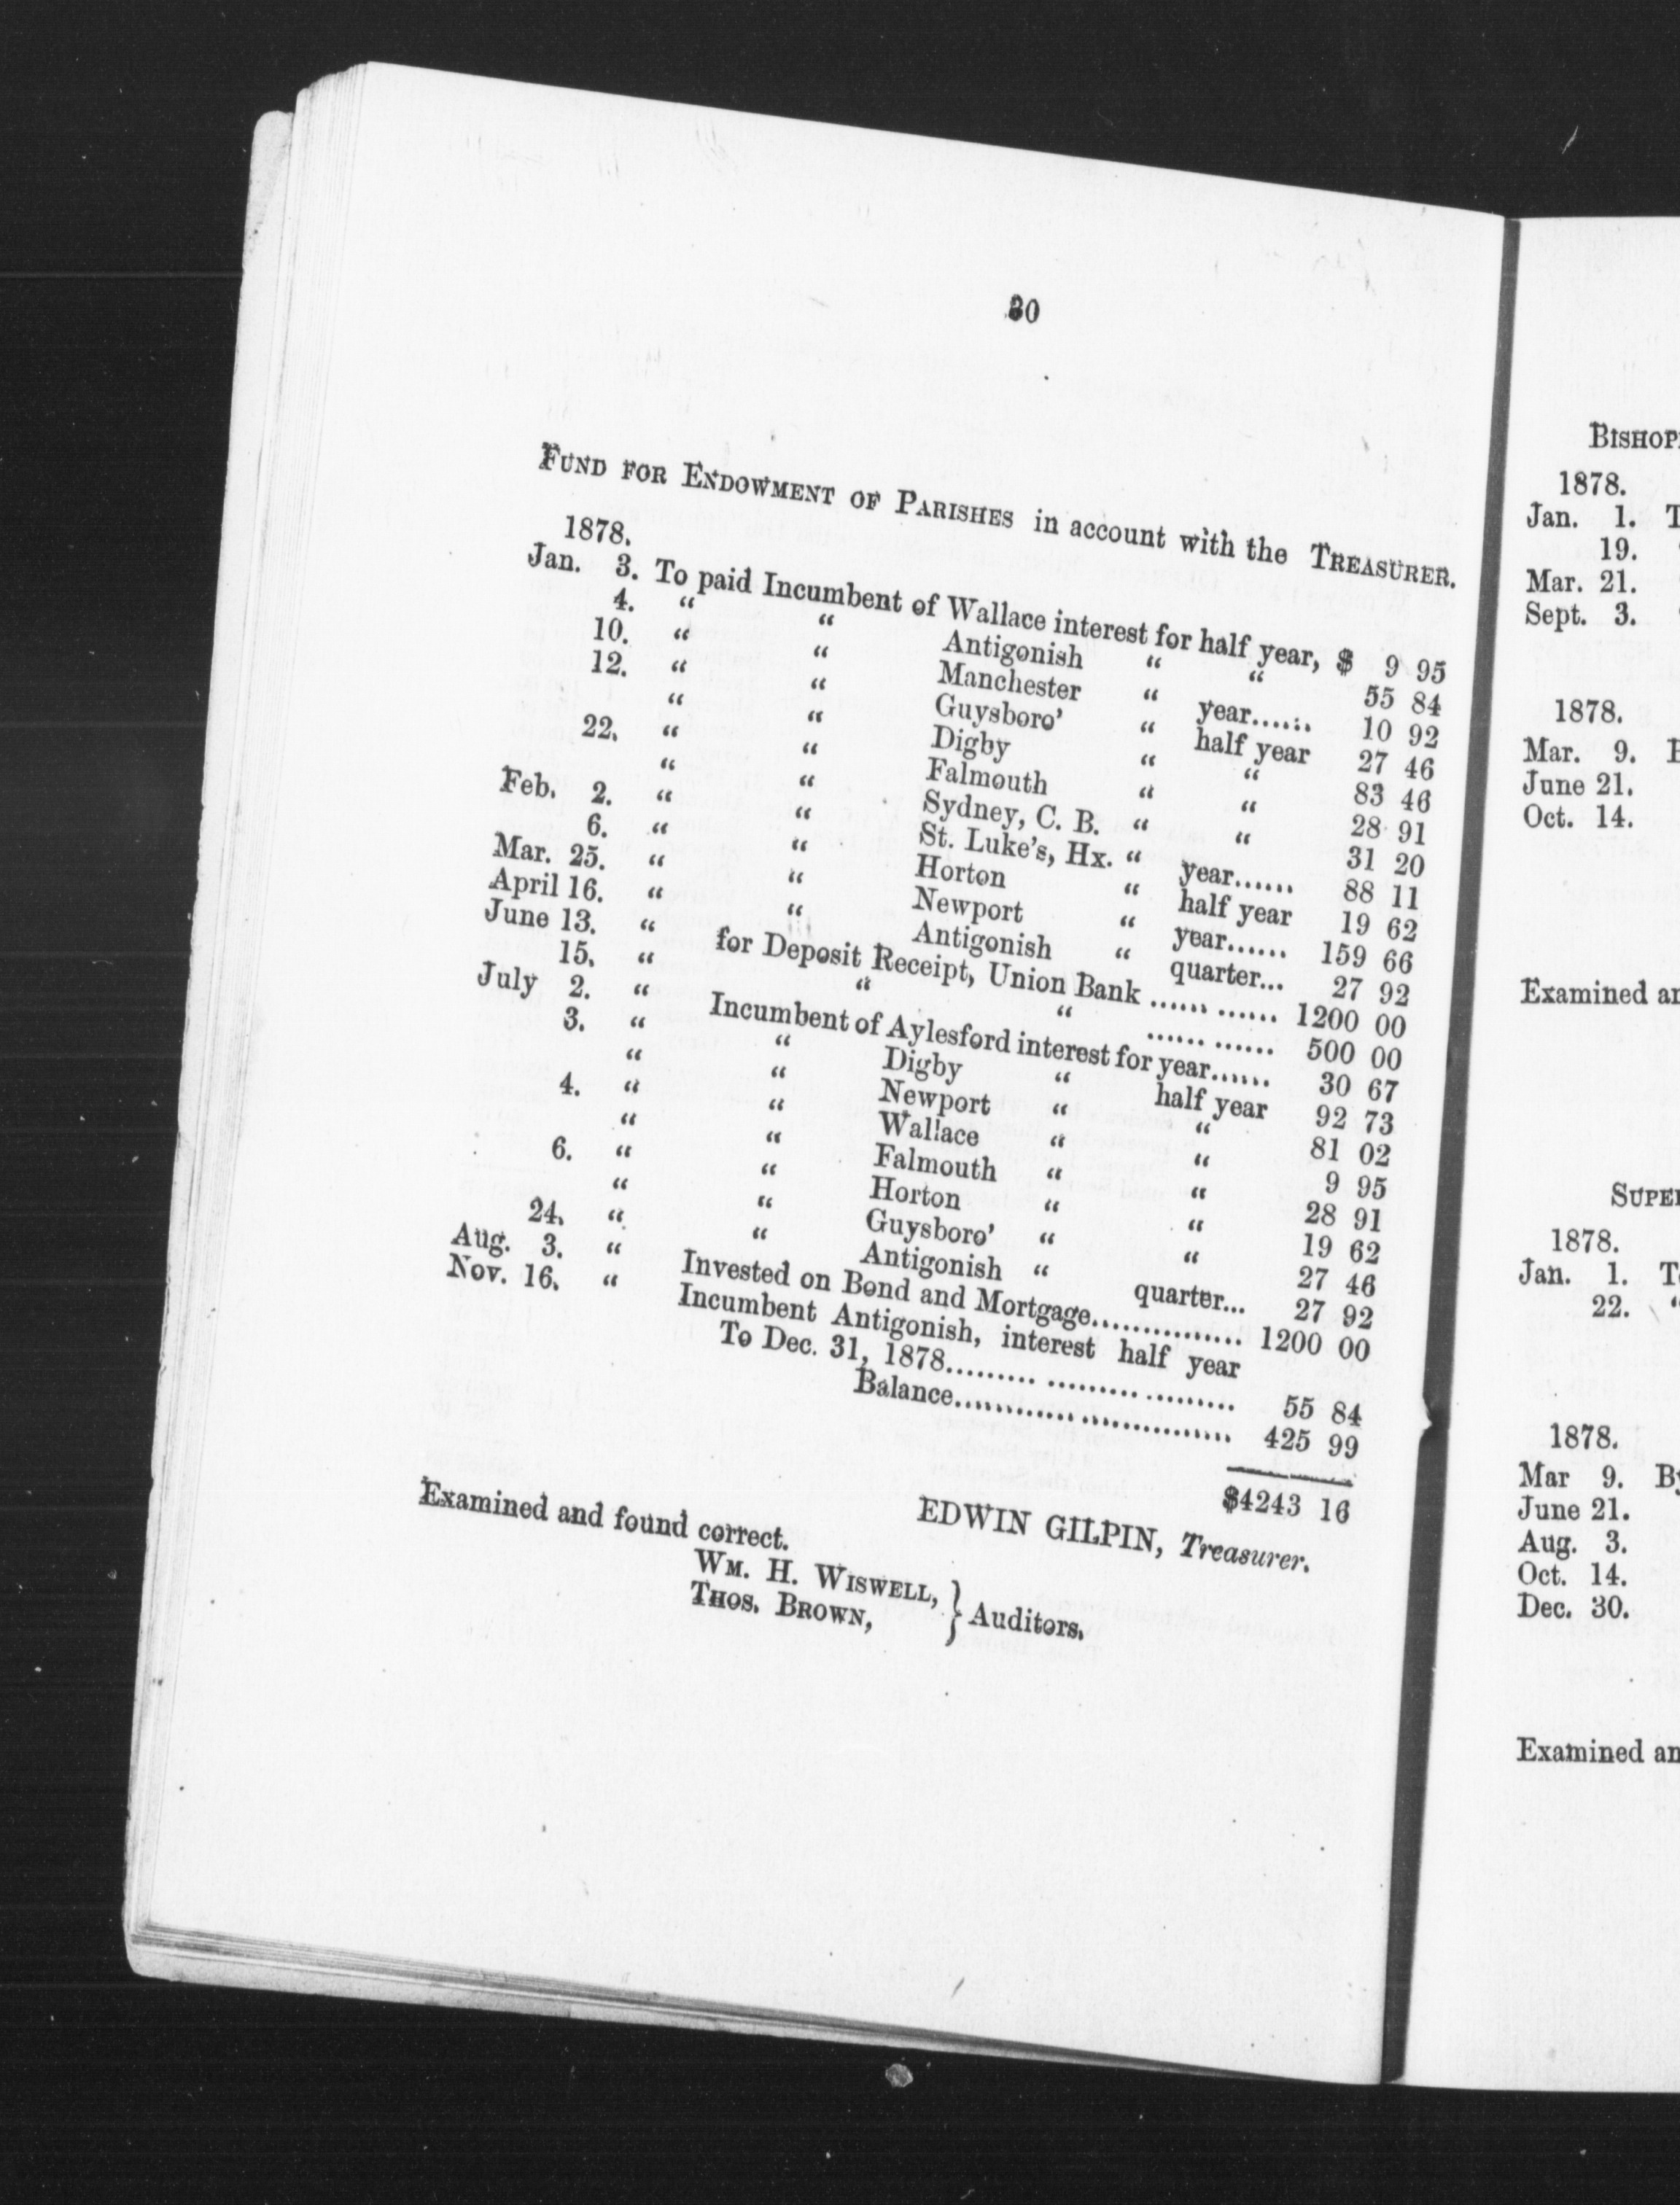 30
FUND FOR ENDOWMENT OF PARISHES in account with the TREASURER.
1878.
Jan. 3. To paid Incumbent of Wallace interest for half year, $ 9 95
4. “ “ Antigonish “ “ 55 84
10. “ “ Manchester “ year...... 10 92
12. “ “ Guysboro' “ half year 27 46
“ “ Digby “ “ 83 46
22. “ “ Falmouth “ “ 28 91
“ “ Sydney, C. B. “ “ 31 20
Feb. 2. “ “ St. Luke's, Hx. “ year...... 88 11
6. “ “ Horton “ half year 19 62
Mar. 25. “ “ Newport “ year...... 159 66
April 16. “ “ Antigonish “ quarter... 27 92
June 13. “ for Deposit Receipt, Union Bank ...... ...... 1200 00
15. “ “ “ ...... ...... 500 00
July 2. “ Incumbent of Aylesford interest for year...... 30 67
3. “ “ Digby “ half year 92 73
“ “ Newport “ “ 81 02
4. “ “ Wallace “ “ 9 95
“ “ Falmouth “ “ 28 91
6. “ “ Horton “ “ 19 62
“ “ Guysboro' “ “ 27 46
24. “ “ Antigonish “ quarter... 27 92
Aug. 3. “ Invested on Bond and Mortgage............... 1200 00
Nov. 16. “ Incumbent Antigonish, interest half year
To Dec. 31, 1878......... ......... ......... 55 84
Balance............ ............... 425 99
$4243 16
EDWIN GILPIN, Treasurer.
Examined and found correct.
WM. H. WISWELL, } Auditors.
THOS. BROWN,
BISHOP
1878.
Jan. 1. T
19.
Mar. 21.
Sept. 3.
1878.
Mar. 9.
June 21.
Oct. 14.
Examined
SUPE
1878.
Jan. 1. T
22. “
1878.
Mar 9. By
June 21.
Aug. 3.
Oct. 14.
Dec. 30.
Examined